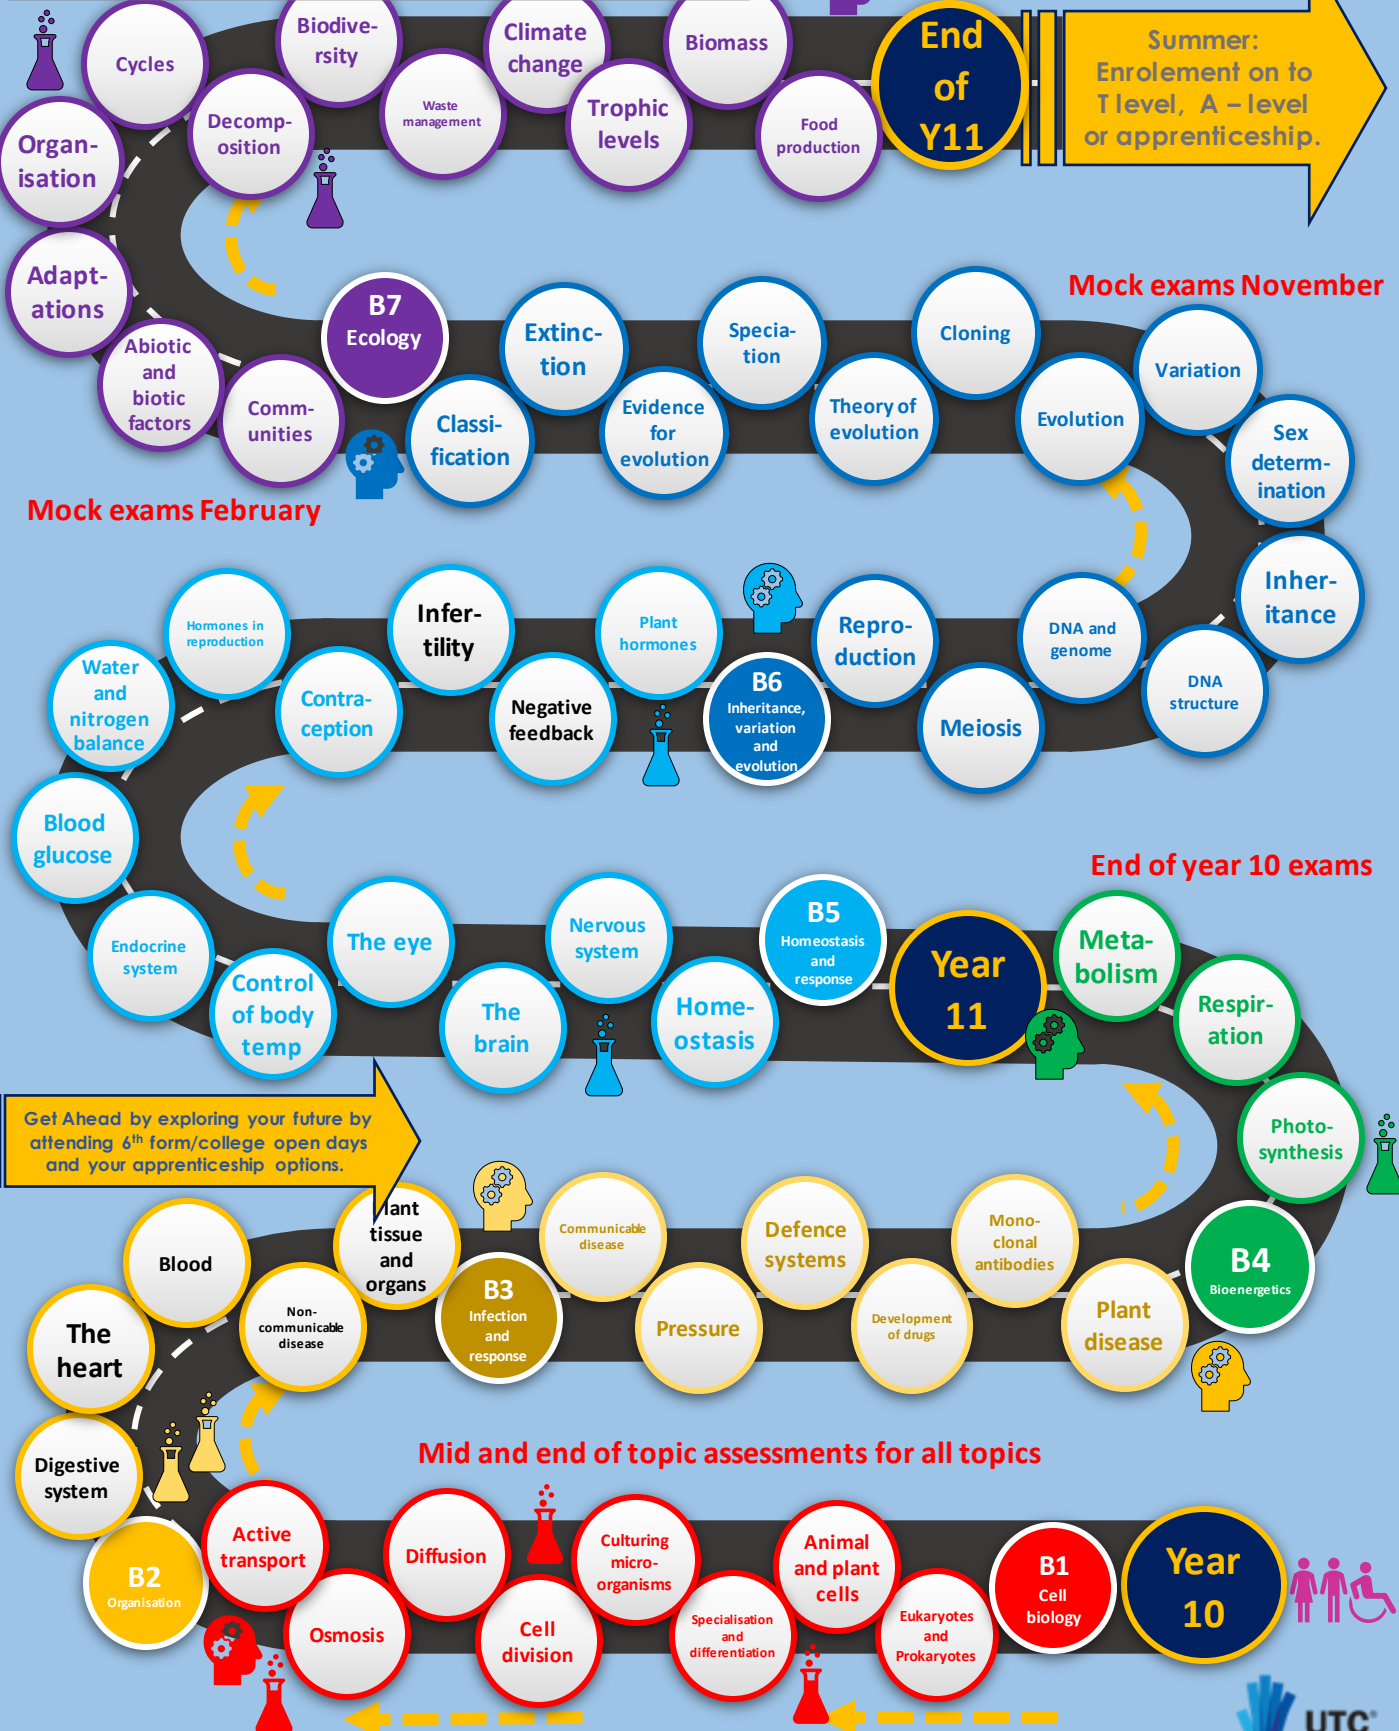 Biodive-
rsity
Climate
change
Biomass
End
of
Y11
Summer:
Enrolement on to
T level,  A – level
or apprenticeship.
Cycles
Decomp-
osition
Waste
management
Trophic
levels
Food
production
Organ-
isation
Adapt-
ations
Abiotic
and
biotic
factors
Comm-
unities
B7
Ecology
Classi-
fication
Extinc-
tion
Evidence
for
evolution
Specia-
tion
Theory of
evolution
Cloning
Evolution
Mock exams November
Variation
Sex
determ-
ination
Inher-
itance
Mock exams February
DNA
structure
DNA and
genome
Meiosis
Repro-
duction
B6
Inheritance,
variation
and
evolution
Plant
hormones
Negative
feedback
Infer-
tility
Contra-
ception
Hormones in
reproduction
Water
and
nitrogen
balance
Blood
glucose
Endocrine
system
Control
of body
temp
The eye
The
brain
Nervous
system
Home-
ostasis
B5
Homeostasis
and
response
Year
11
End of year 10 exams
Meta-
bolism
Respir-
ation
Photo-
synthesis
B4
Bioenergetics
Get Ahead by exploring your future by
attending 6th form/college open days
and your apprenticeship options.
Plant
disease
Mono-
clonal
antibodies
Development
of drugs
Defence
systems
Pressure
Communicable
disease
B3
Infection
and
response
lant
tissue
and
organs
Non-
communicable
disease
Blood
The
heart
Digestive
system
B2
Organisation
Mid and end of topic assessments for all topics
Active
transport
Osmosis
Diffusion
Cell
division
Culturing
micro-
organisms
Specialisation
and
differentiation
Animal
and plant
cells
Eukaryotes
and
Prokaryotes
B1
Cell
biology
Year
10
UTC®